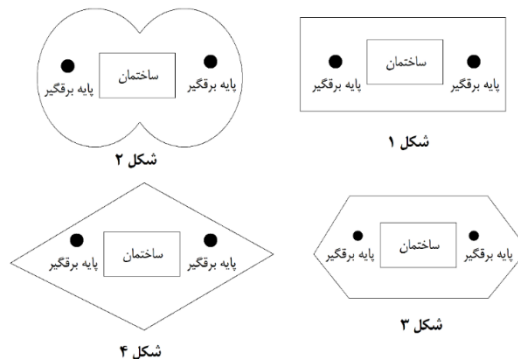 ساختمان
پایه برقگیر
پایه برقگیر
شکل ۱
ساختمان
پایه برقگیر
پایه برقگیر
شکل ۲
ساختمان
پایه برقگیر
پایه برقگیر
شکل ۳
ساختمان
پایه برقگیر
پایه برقگیر
شکل ۴